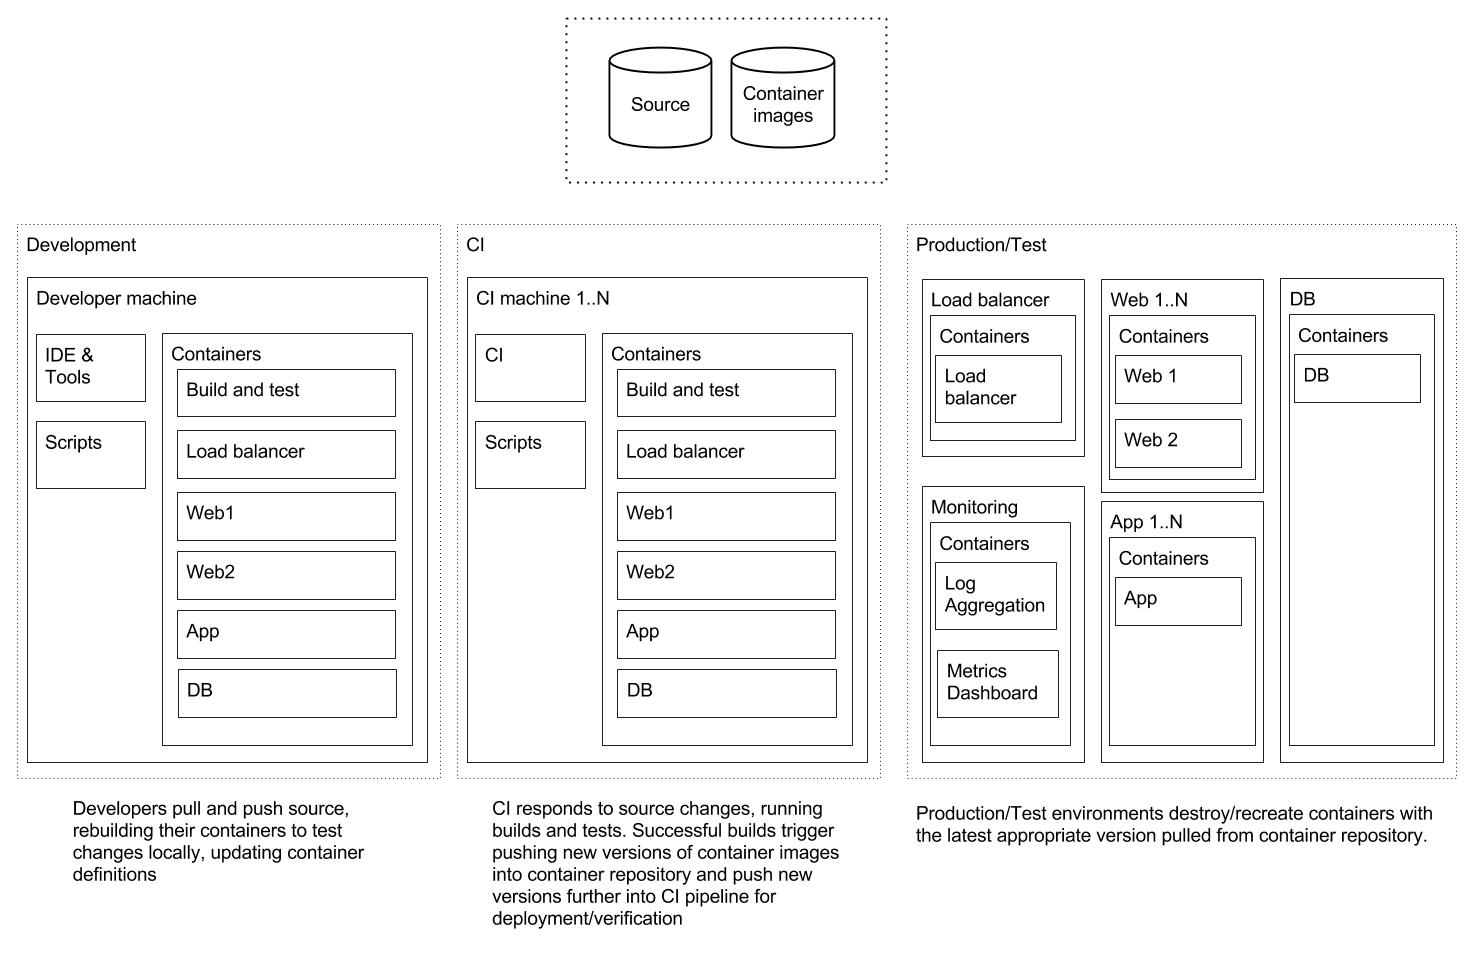 Source
Container
images
Development
Developer machine
IDE &
Tools
Scripts
Containers
Build and test
Load balancer
Web1
Web2
App
DB
Developers pull and push source,
rebuilding their containers to test
changes locally, updating container
definitions
CI
CI machine 1..N
CI
Scripts
Containers
Build and test
Load balancer
Web1
Web2
App
DB
CI responds to source changes, running
builds and tests. Successful builds trigger
pushing new versions of container images
into container repository and push new
versions further into CI pipeline for
deployment/verification
Production/Test
Load balancer
Containers
Load
balancer
Monitoring
Containers
Log
Aggregation
Metrics
Dashboard
Web 1..N
Containers
Web 1
Web 2
App 1..N
Containers
App
DB
Containers
DB
Production/Test environments destroy/recreate containers with
the latest appropriate version pulled from container repository.